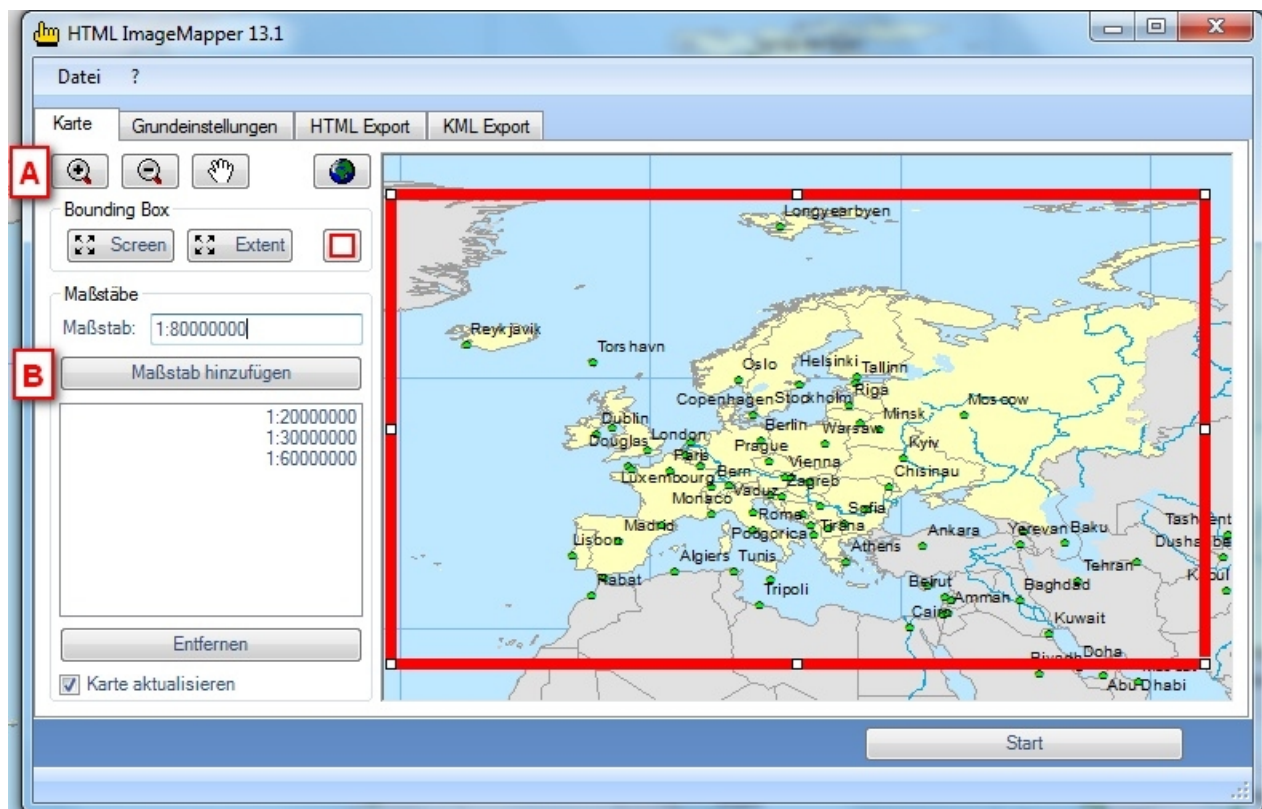 HTML ImageMapper 13.1
Datei ?
Karte Grundeinstellungen HTML Export KML Export
A
Bounding Box
Screen Extent
Maßstäbe
Maßstab: 1:80000000
B
Maßstab hinzufügen
1:20000000
1:30000000
1:60000000
Entfernen
Karte aktualisieren
Longyearbyen
Reykjavik
Torshavn
Oslo Helsinki Tallinn
Copenhagen Stockholm Riga Moscow
Dublin Berlin Warsaw Minsk
Douglas London Prague Kyiv
Paris Vienna Chisinau
Luxembourg Bern Zagreb
Monaco Vaduz
Madrid Roma Sofia
Lisbon Podgorica Tirana Ankara Yerevan Baku
Athens
Algiers Tunis Tehran
Rabat Tripoli Beirut Baghdad
Amman
Cairo Kuwait
Doha
Abu Dhabi
Start